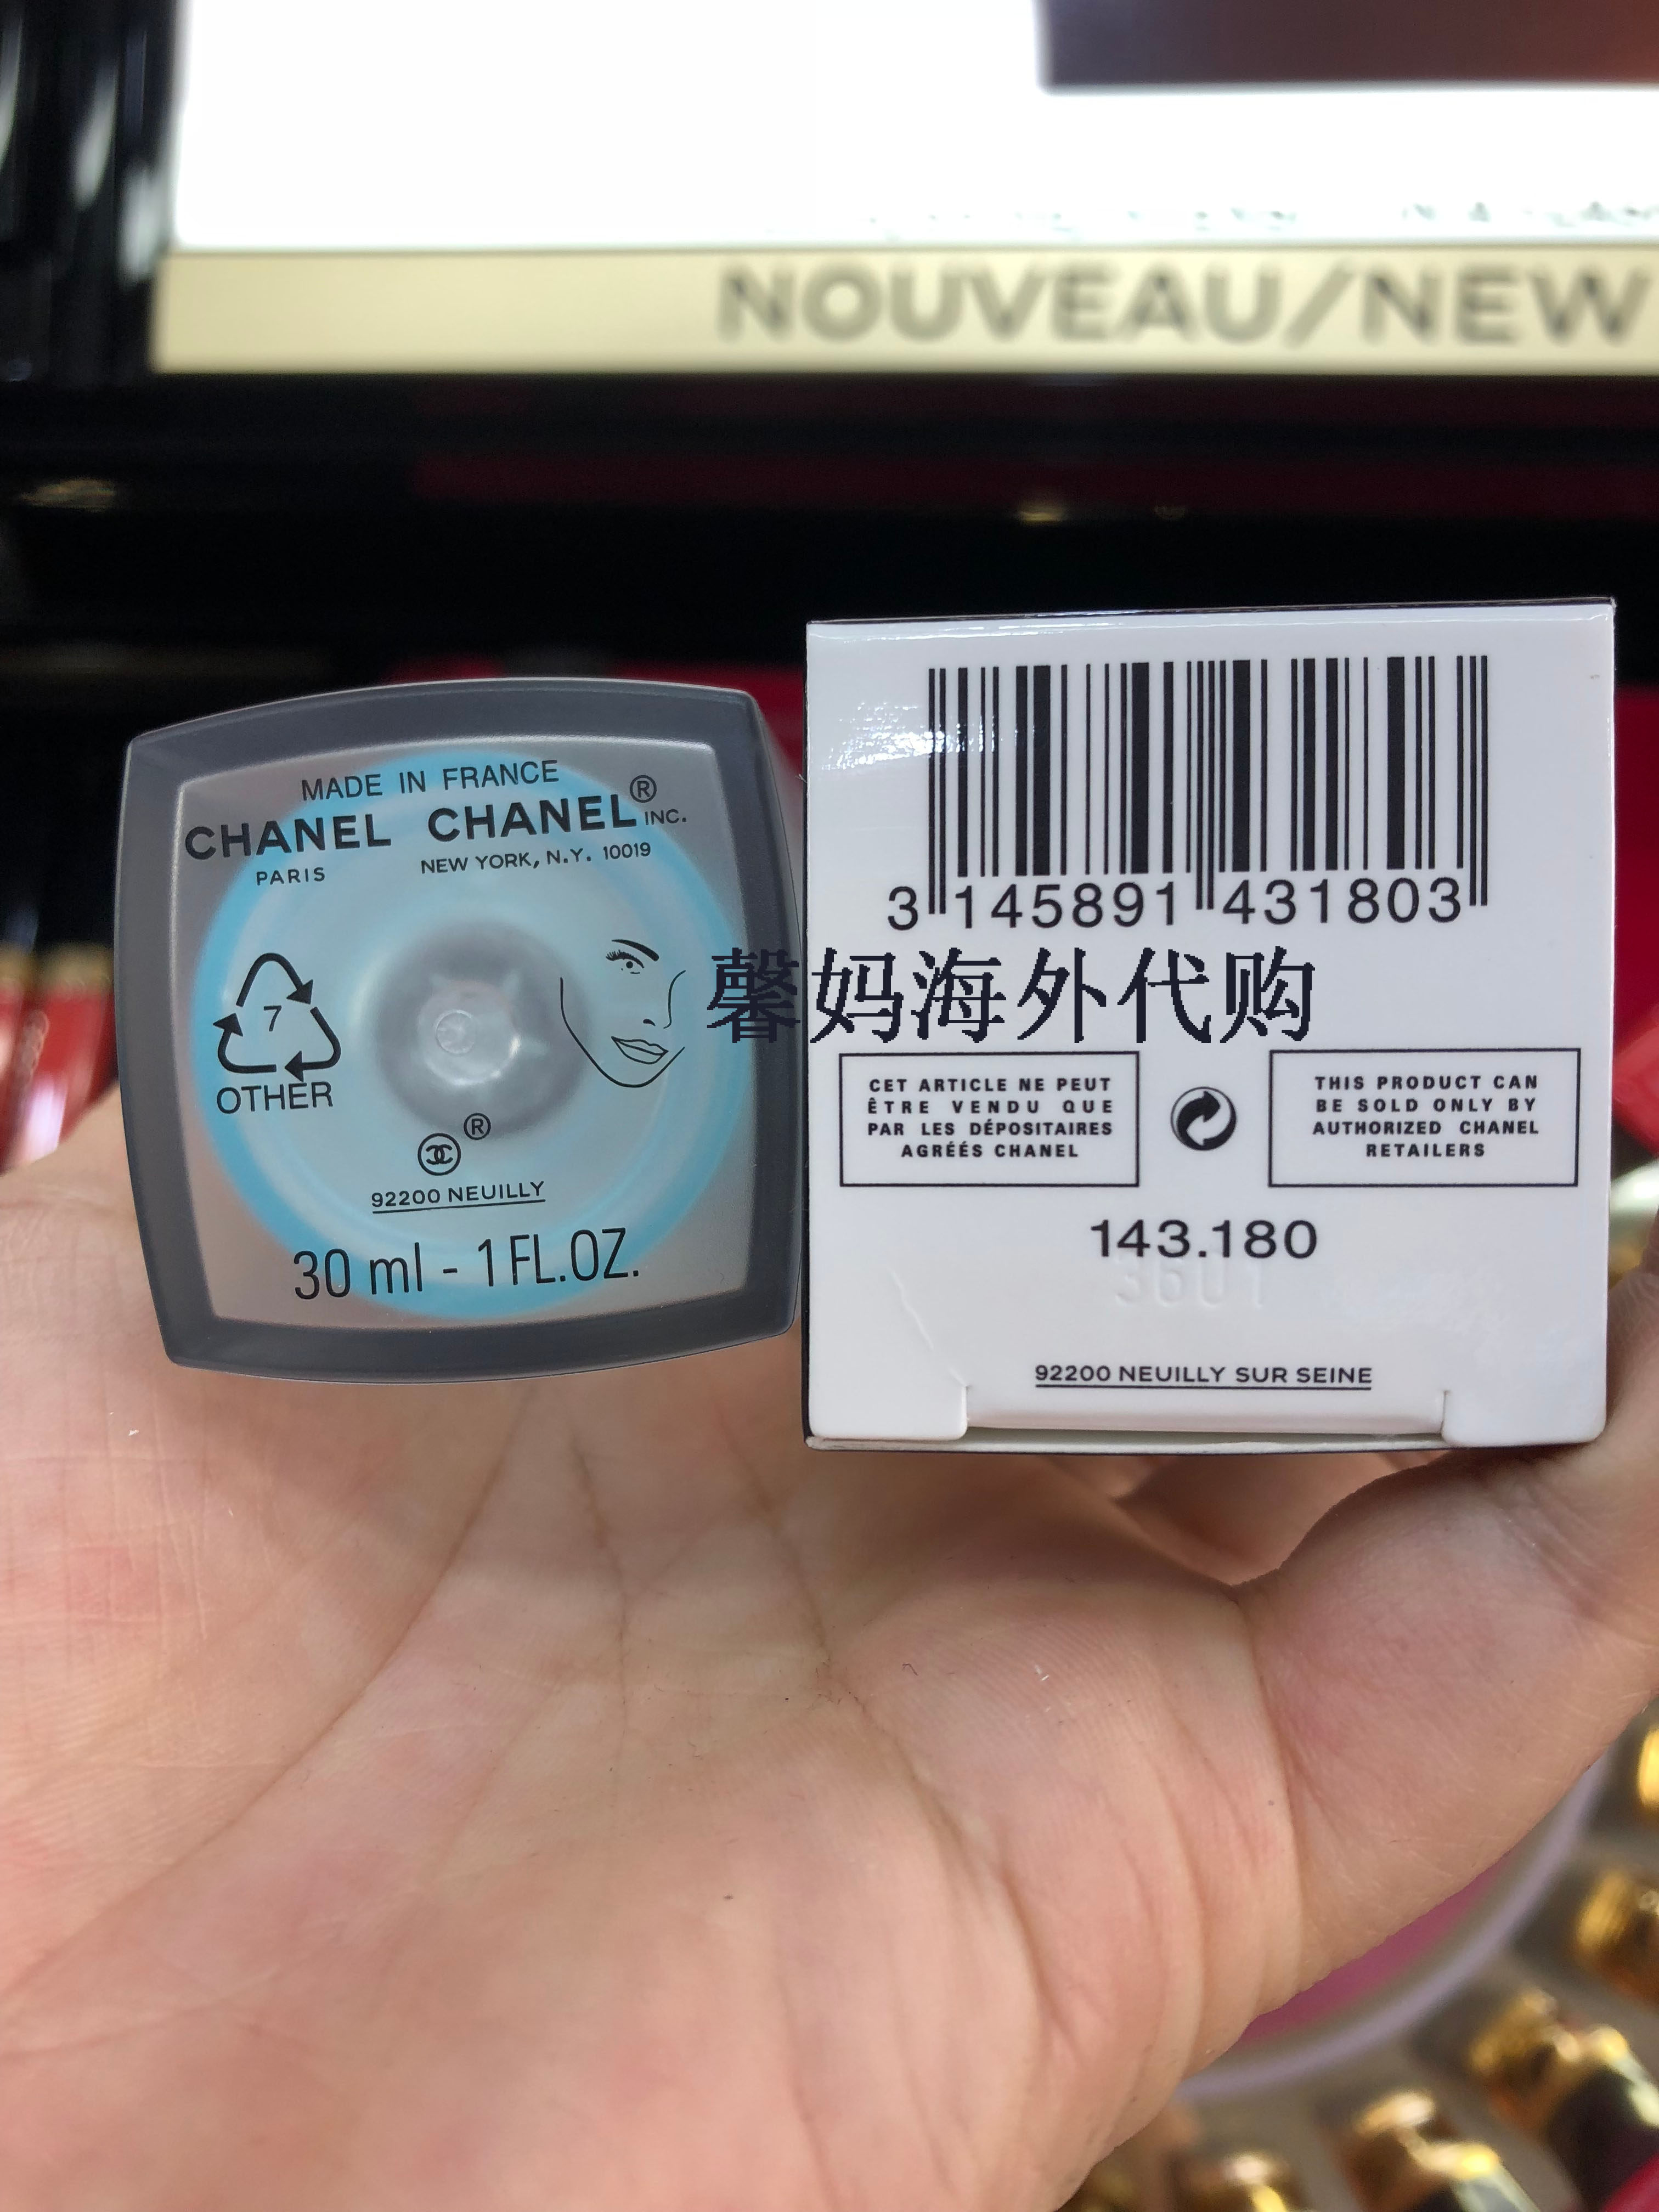 NOUVEAU/NEW
MADE IN FRANCE
CHANEL CHANEL® INC.
PARIS NEW YORK, N.Y. 10019
7
OTHER
®
92200 NEUILLY
30 ml - 1 FL.OZ.
3 145891 431803
馨妈海外代购
CET ARTICLE NE PEUT
ÊTRE VENDU QUE
PAR LES DÉPOSITAIRES
AGRÉÉS CHANEL
THIS PRODUCT CAN
BE SOLD ONLY BY
AUTHORIZED CHANEL
RETAILERS
143.180
3601
92200 NEUILLY SUR SEINE